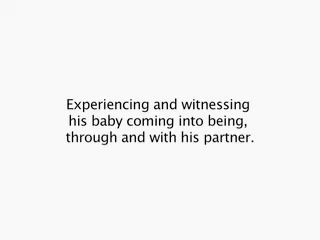 Experiencing and witnessing
his baby coming into being,
through and with his partner.